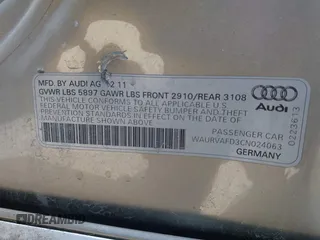 MFD. BY AUDI AG 12 11
GVWR LBS 5897 GAWR LBS FRONT 2910/REAR 3108
THIS VEHICLE CONFORMS TO ALL APPLICABLE U.S.
FEDERAL MOTOR VEHICLE SAFETY BUMPER AND THEFT
PREVENTION STANDARDS IN EFFECT ON THE DATE OF
MANUFACTURE SHOWN ABOVE.
Audi
PASSENGER CAR
WAURVAFD3CN024063
GERMANY
0223613
DREAMBID